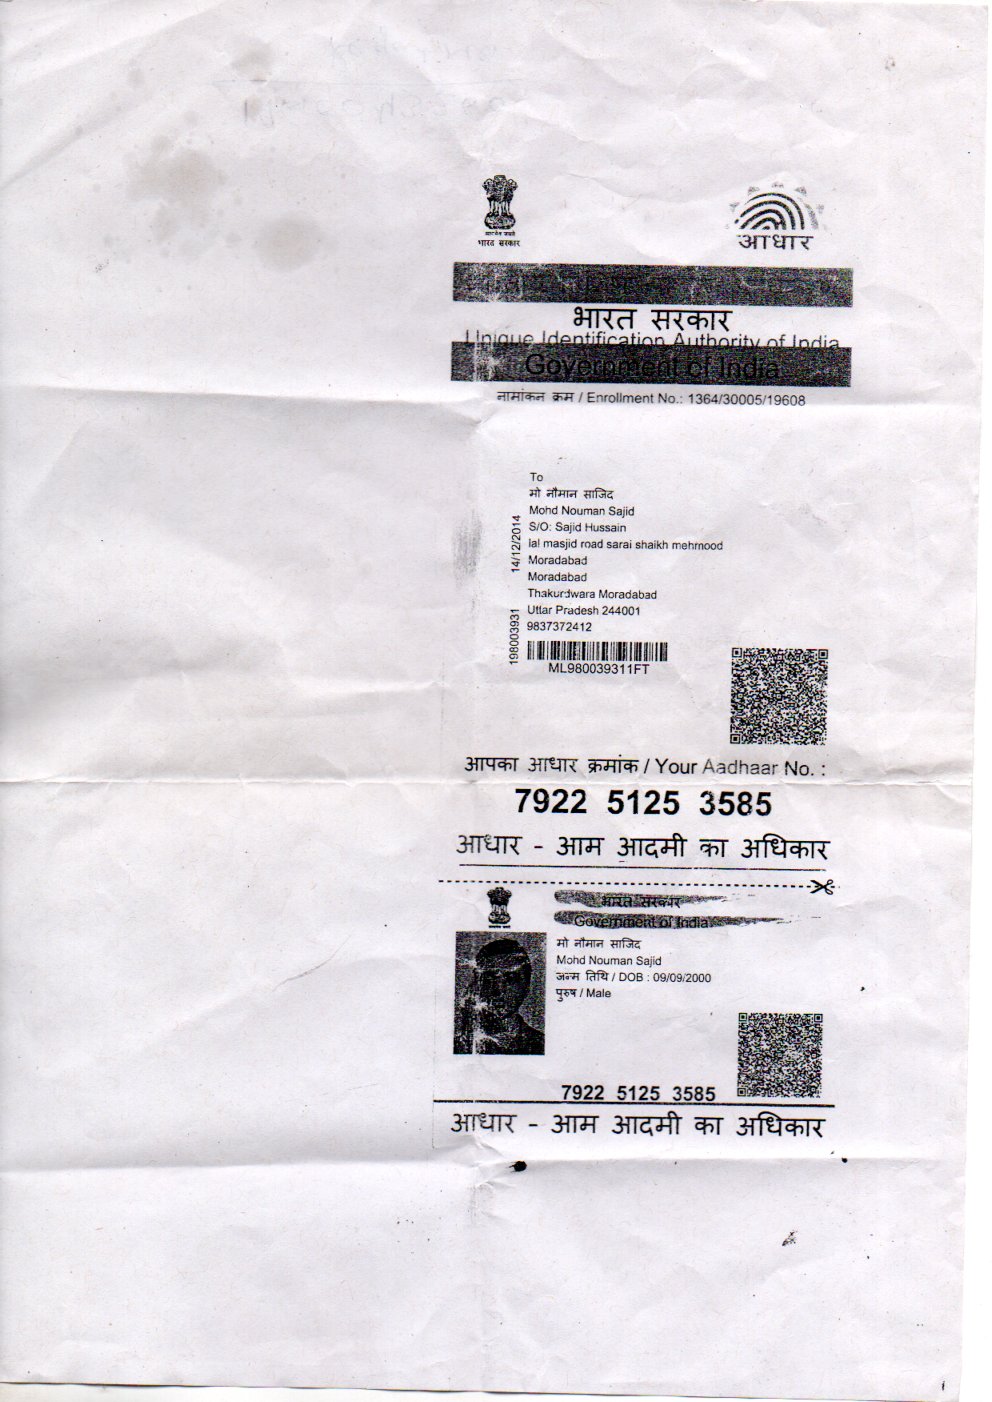 भारत सरकार
आधार
भारत सरकार
Unique Identification Authority of India
Government of India
नामांकन क्रम / Enrollment No.: 1364/30005/19608
To
मो नौमान साजिद
Mohd Nouman Sajid
S/O: Sajid Hussain
lal masjid road sarai shaikh mehmood
Moradabad
Moradabad
Thakurdwara Moradabad
Uttar Pradesh 244001
9837372412
14/12/2014
198003931
ML980039311FT
आपका आधार क्रमांक / Your Aadhaar No. :
7922 5125 3585
आधार - आम आदमी का अधिकार
भारत सरकार
Government of India
मो नौमान साजिद
Mohd Nouman Sajid
जन्म तिथि / DOB : 09/09/2000
पुरुष / Male
7922 5125 3585
आधार - आम आदमी का अधिकार